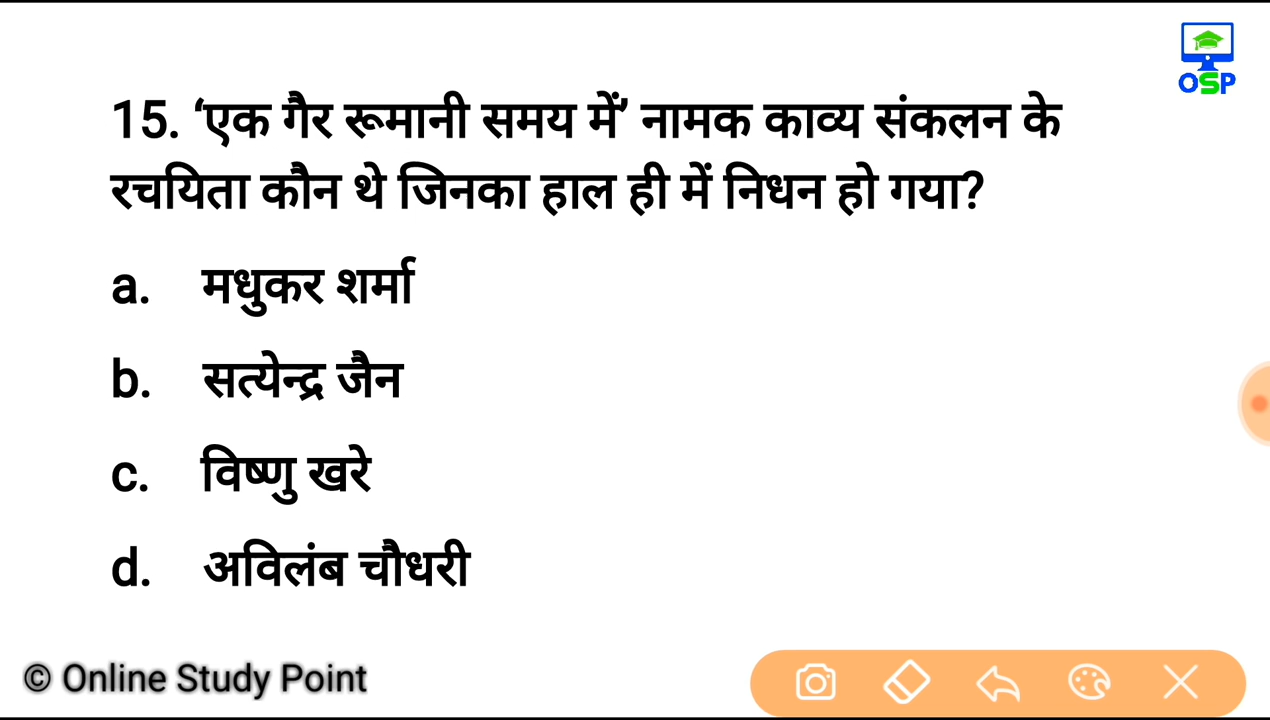 OSP
15. ‘एक गैर रूमानी समय में’ नामक काव्य संकलन के
रचयिता कौन थे जिनका हाल ही में निधन हो गया?
a. मधुकर शर्मा
b. सत्येन्द्र जैन
c. विष्णु खरे
d. अविलंब चौधरी
© Online Study Point